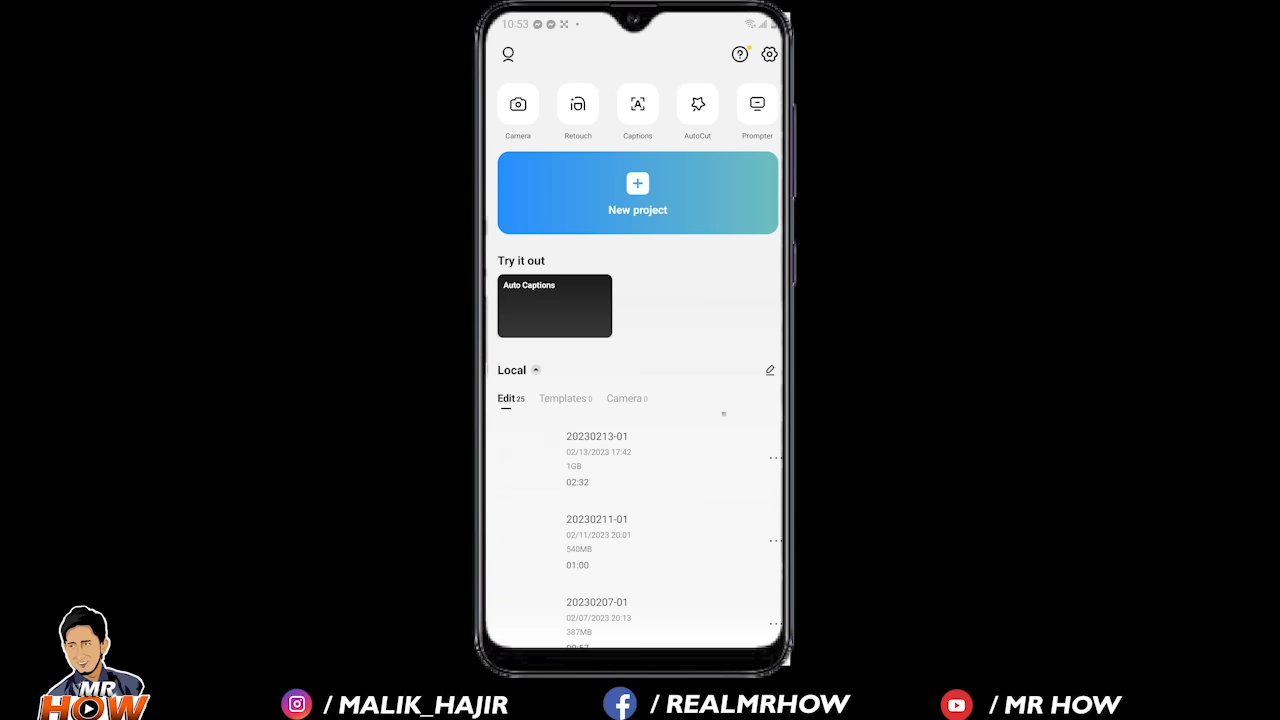 10:53
Camera Retouch Captions AutoCut Prompter
New project
Try it out
Auto Captions
Local
Edit 25 Templates 0 Camera 0
20230213-01
02/13/2023 17:42
1GB
02:32
20230211-01
02/11/2023 20:01
540MB
01:00
20230207-01
02/07/2023 20:13
387MB
00:57
MR
HOW
/ MALIK_HAJIR
/ REALMRHOW
/ MR HOW